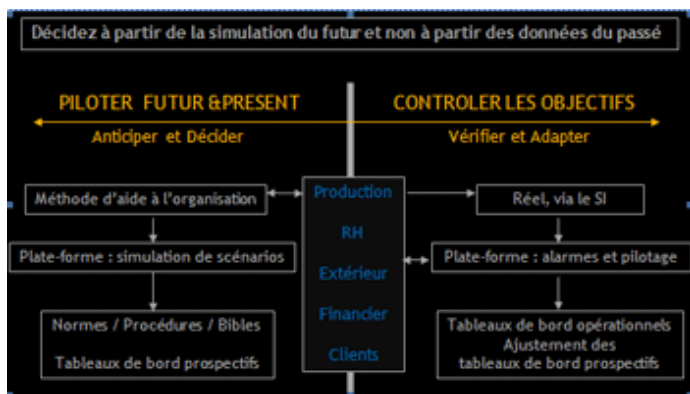 Décidez à partir de la simulation du futur et non à partir des données du passé
PILOTER FUTUR &PRESENT
Anticiper et Décider
CONTROLER LES OBJECTIFS
Vérifier et Adapter
Méthode d'aide à l'organisation
Plate-forme : simulation de scénarios
Normes / Procédures / Bibles
Tableaux de bord prospectifs
Production
RH
Extérieur
Financier
Clients
Réel, via le SI
Plate-forme : alarmes et pilotage
Tableaux de bord opérationnels
Ajustement des
tableaux de bord prospectifs